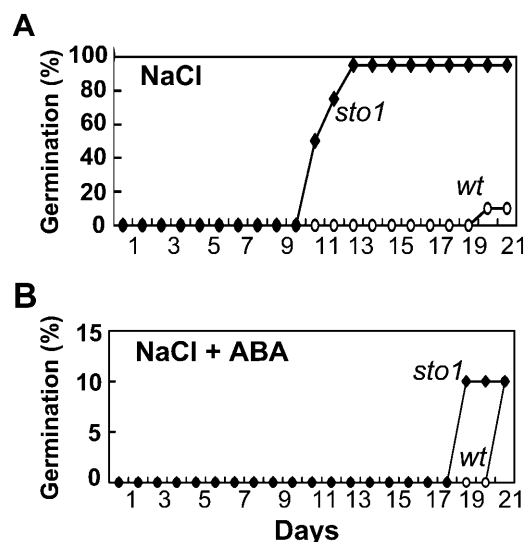 A
Germination (%)
100
80
60
40
20
0
NaCl
sto1
wt
1 3 5 7 9 11 13 15 17 19 21
B
Germination (%)
15
10
5
0
NaCl + ABA
sto1
wt
1 3 5 7 9 11 13 15 17 19 21
Days